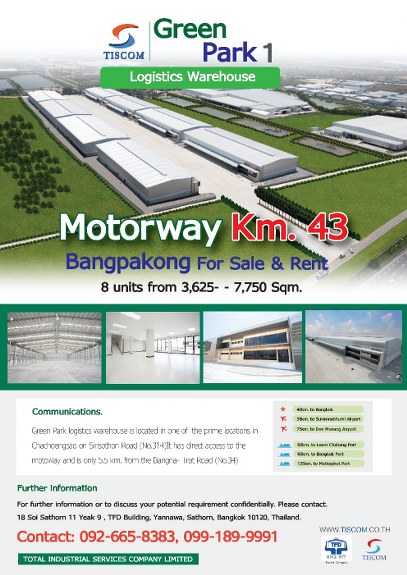 TISCOM
Green
Park 1
Logistics Warehouse
Motorway Km. 43
Bangpakong For Sale & Rent
8 units from 3,625- - 7,750 Sqm.
Communications.
Green Park logistics warehouse is located in one of the prime locations in
Chachoengsao on Sirisothon Road (No.314)It has direct access to the
motorway and is only 5.5 km. from the Bangna- Trat Road (No.34)
to Bangkok
to Suvarnabhumi Airport
to Don Mueang Airport
to Laem Chabang Port
to Bangkok Port
to Maptaphut Port
Further Information
For further information or to discuss your potential requirement confidentially. Please contact.
18 Soi Sathorn 11 Yeak 9 , TFD Building, Yannawa, Sathorn, Bangkok 10120, Thailand.
Contact: 092-665-8383, 099-189-9991
TOTAL INDUSTRIAL SERVICES COMPANY LIMITED
WWW.TISCOM.CO.TH
TFD
TISCOM